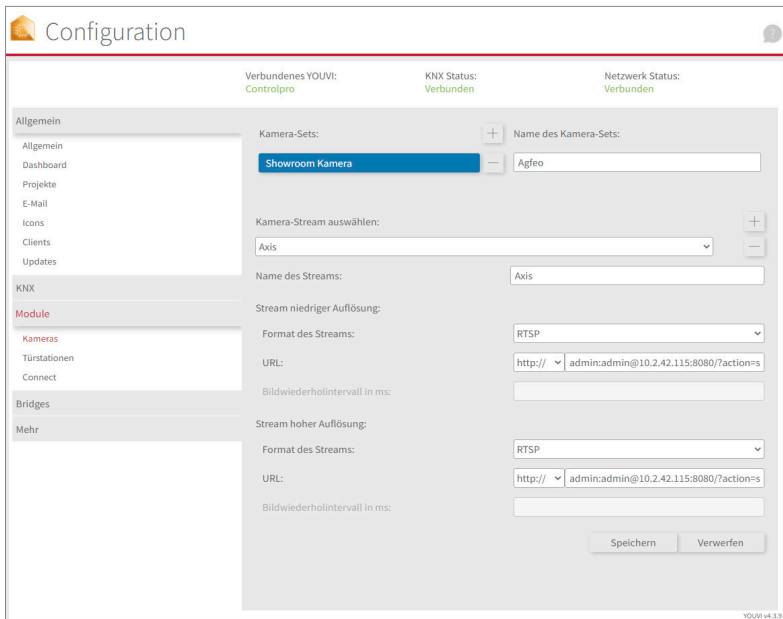 Configuration
?
Verbundenes YOUVI:
Controlpro
KNX Status:
Verbunden
Netzwerk Status:
Verbunden
Allgemein
Allgemein
Dashboard
Projekte
E-Mail
Icons
Clients
Updates
KNX
Module
Kameras
Türstationen
Connect
Bridges
Mehr
Kamera-Sets:
+
Name des Kamera-Sets:
Showroom Kamera
—
Agfeo
Kamera-Stream auswählen:
+
Axis
—
Name des Streams:
Axis
Stream niedriger Auflösung:
Format des Streams:
RTSP
URL:
http://
admin:admin@10.2.42.115:8080/?action=s
Bildwiederholintervall in ms:
Stream hoher Auflösung:
Format des Streams:
RTSP
URL:
http://
admin:admin@10.2.42.115:8080/?action=s
Bildwiederholintervall in ms:
Speichern
Verwerfen
YOUVI v4.3.9